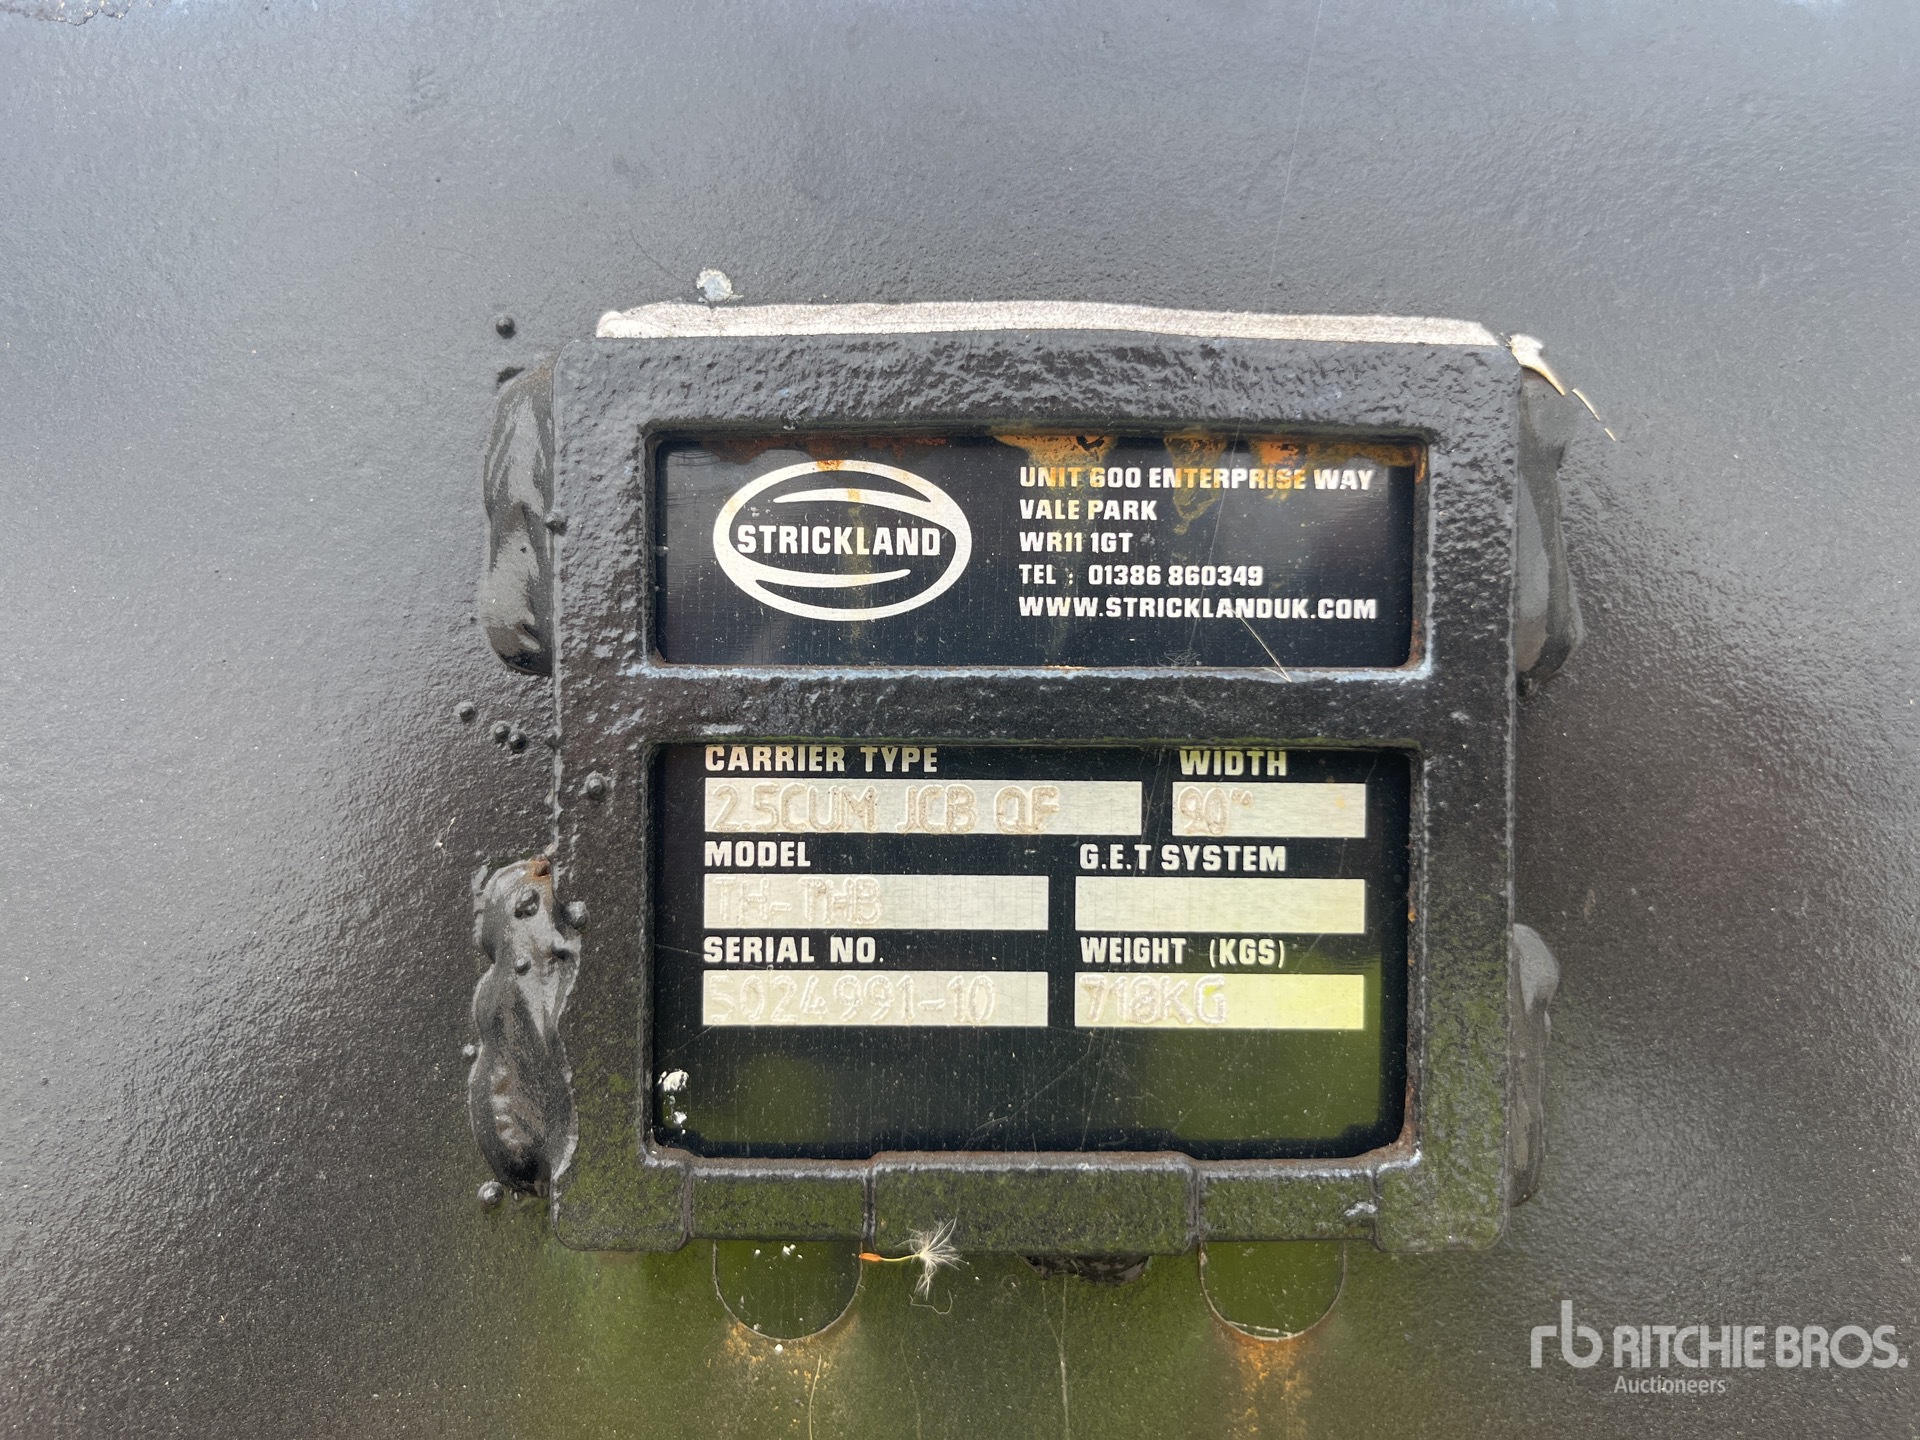 STRICKLAND
UNIT 600 ENTERPRISE WAY
VALE PARK
WR11 1GT
TEL : 01386 860349
WWW.STRICKLANDUK.COM
CARRIER TYPE WIDTH
2.5CUM JCB QF 90"
MODEL G.E.T SYSTEM
TH-THB
SERIAL NO. WEIGHT (KGS)
5024991-10 718KG
rb RITCHIE BROS.
Auctioneers